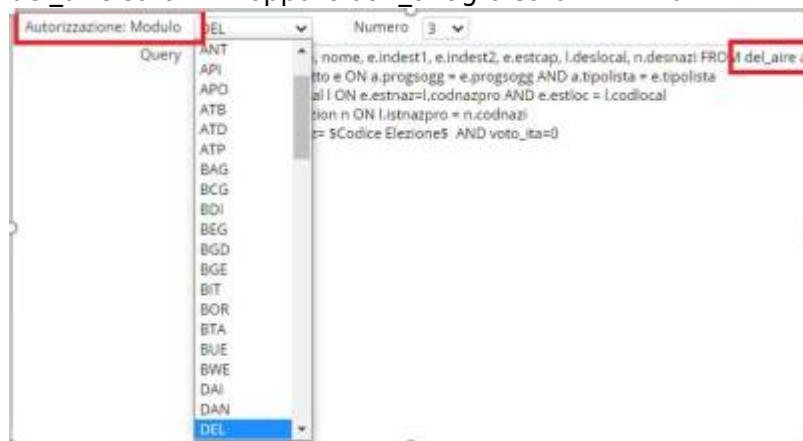 Autorizzazione: Modulo DEL Numero 3
Query
, nome, e.indest1, e.indest2, e.estcap, l.deslocal, n.desnazi FROM del_aire a
tto e ON a.progsogg = e.progsogg AND a.tipolista = e.tipolista
al l ON e.estnaz=l.codnazpro AND e.estloc = l.codlocal
zion n ON l.istnazpro = n.codnazi
= $Codice Elezione$ AND voto_ita=0
ANT
API
APO
ATB
ATD
ATP
BAG
BCG
BDI
BEG
BGD
BGE
BIT
BOR
BTA
BUE
BWE
DAI
DAN
DEL